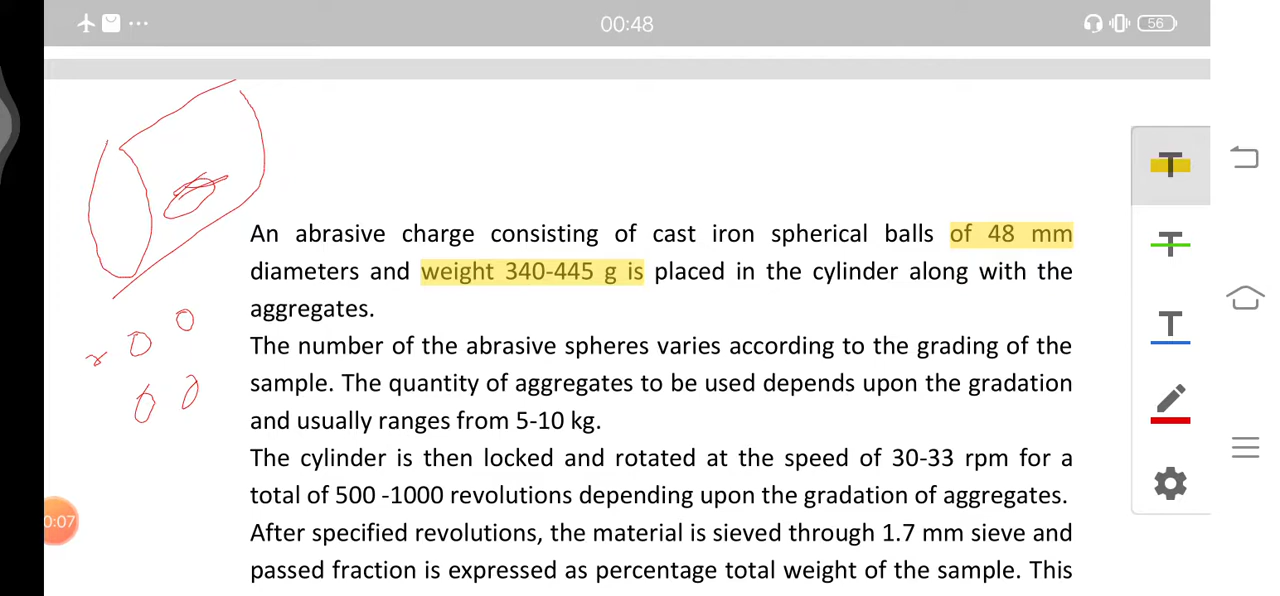 00:48
56
An abrasive charge consisting of cast iron spherical balls of 48 mm
diameters and weight 340-445 g is placed in the cylinder along with the
aggregates.
The number of the abrasive spheres varies according to the grading of the
sample. The quantity of aggregates to be used depends upon the gradation
and usually ranges from 5-10 kg.
The cylinder is then locked and rotated at the speed of 30-33 rpm for a
total of 500 -1000 revolutions depending upon the gradation of aggregates.
0:07
After specified revolutions, the material is sieved through 1.7 mm sieve and
passed fraction is expressed as percentage total weight of the sample. This
T
T
T